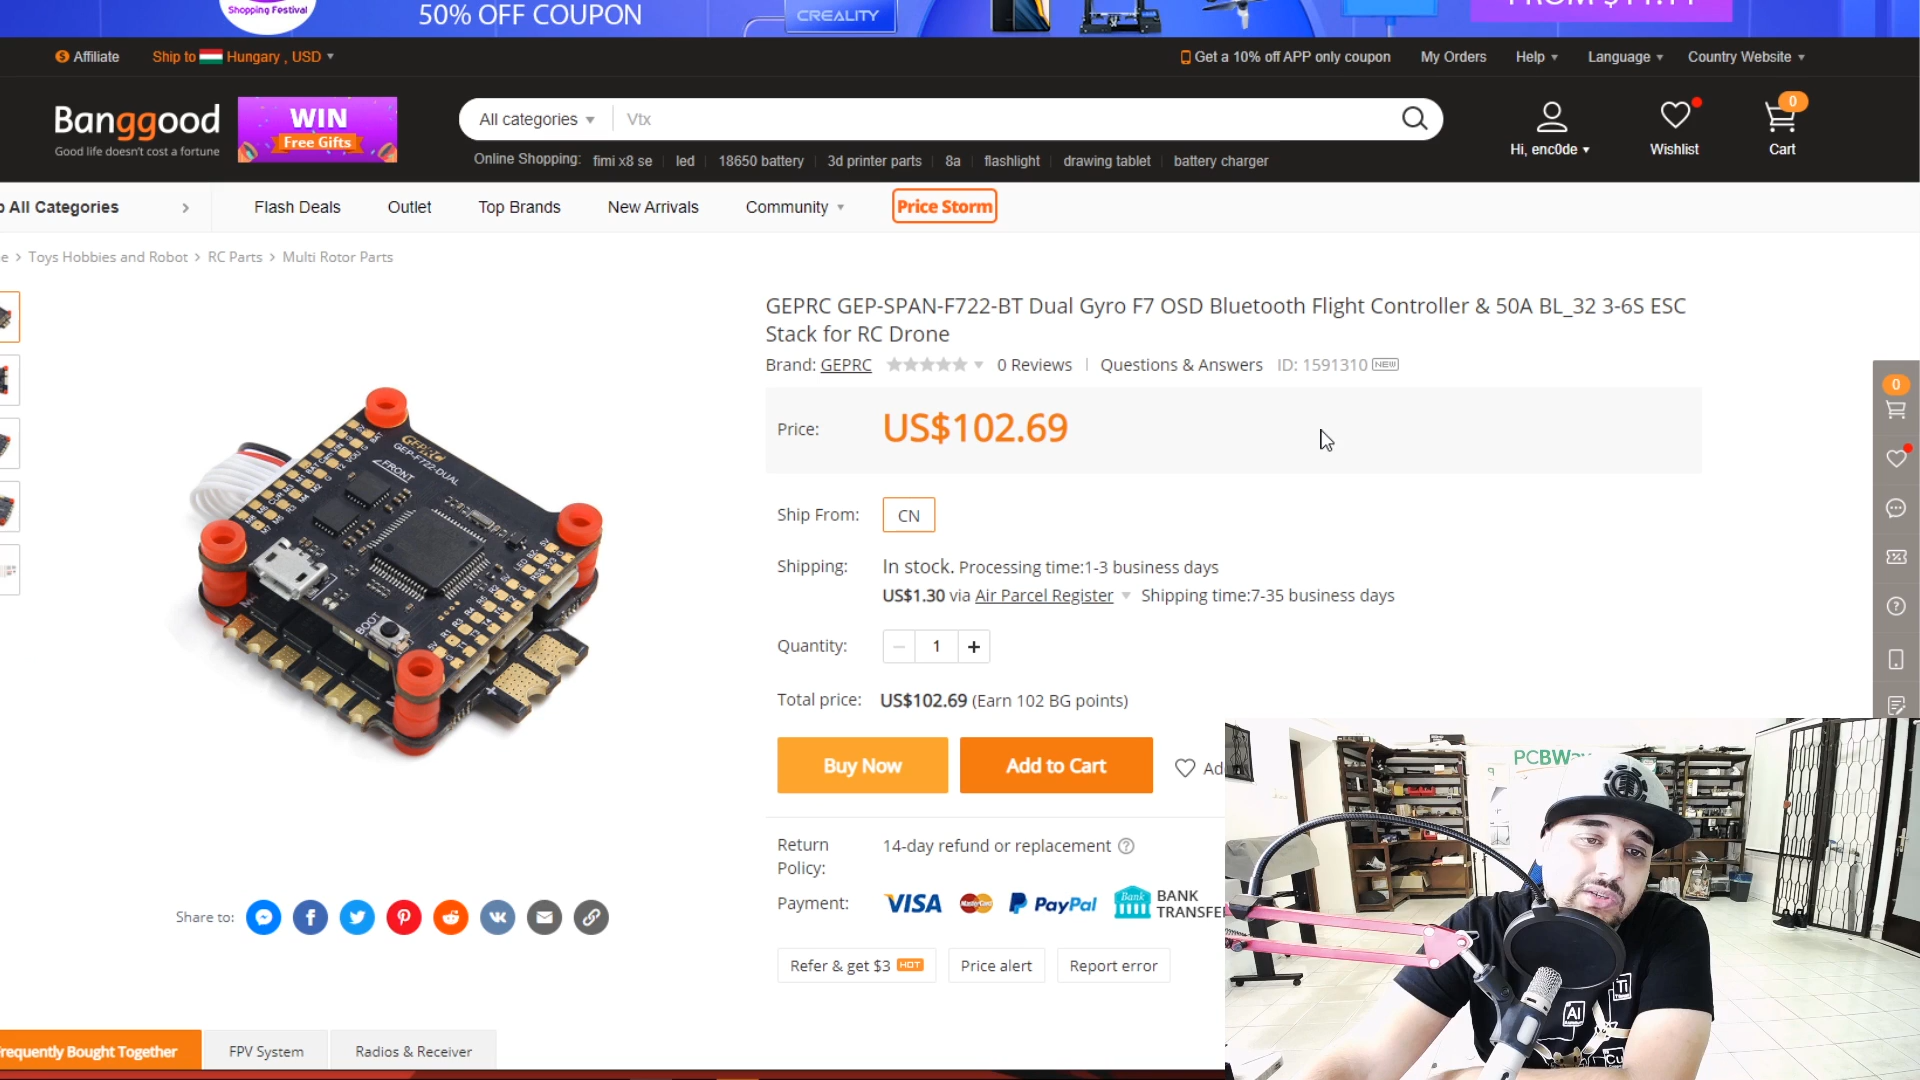 Shopping Festival
50% OFF COUPON
CREALITY
Affiliate
Ship to Hungary , USD
Get a 10% off APP only coupon
My Orders
Help
Language
Country Website
Banggood
Good life doesn't cost a fortune
WIN
Free Gifts
All categories
Vtx
0
Hi, enc0de
Wishlist
Cart
Online Shopping: fimi x8 se led 18650 battery 3d printer parts 8a flashlight drawing tablet battery charger
All Categories
Flash Deals
Outlet
Top Brands
New Arrivals
Community
Price Storm
Toys Hobbies and Robot > RC Parts > Multi Rotor Parts
GEPRC GEP-SPAN-F722-BT Dual Gyro F7 OSD Bluetooth Flight Controller & 50A BL_32 3-6S ESC
Stack for RC Drone
Brand: GEPRC
0 Reviews
Questions & Answers
ID: 1591310 NEW
Price:
US$102.69
Ship From:
CN
Shipping:
In stock. Processing time:1-3 business days
US$1.30 via Air Parcel Register
Shipping time:7-35 business days
Quantity:
1
Total price:
US$102.69 (Earn 102 BG points)
Buy Now
Add to Cart
Return
Policy:
14-day refund or replacement
Payment:
VISA
MasterCard
PayPal
Bank
BANK
Refer & get $3 HOT
Price alert
Report error
GEPRC
GEP-F722-DUAL
FRONT
BOOT
Share to:
0
Bought Together
FPV System
Radios & Receiver
Ti
Al
Cu